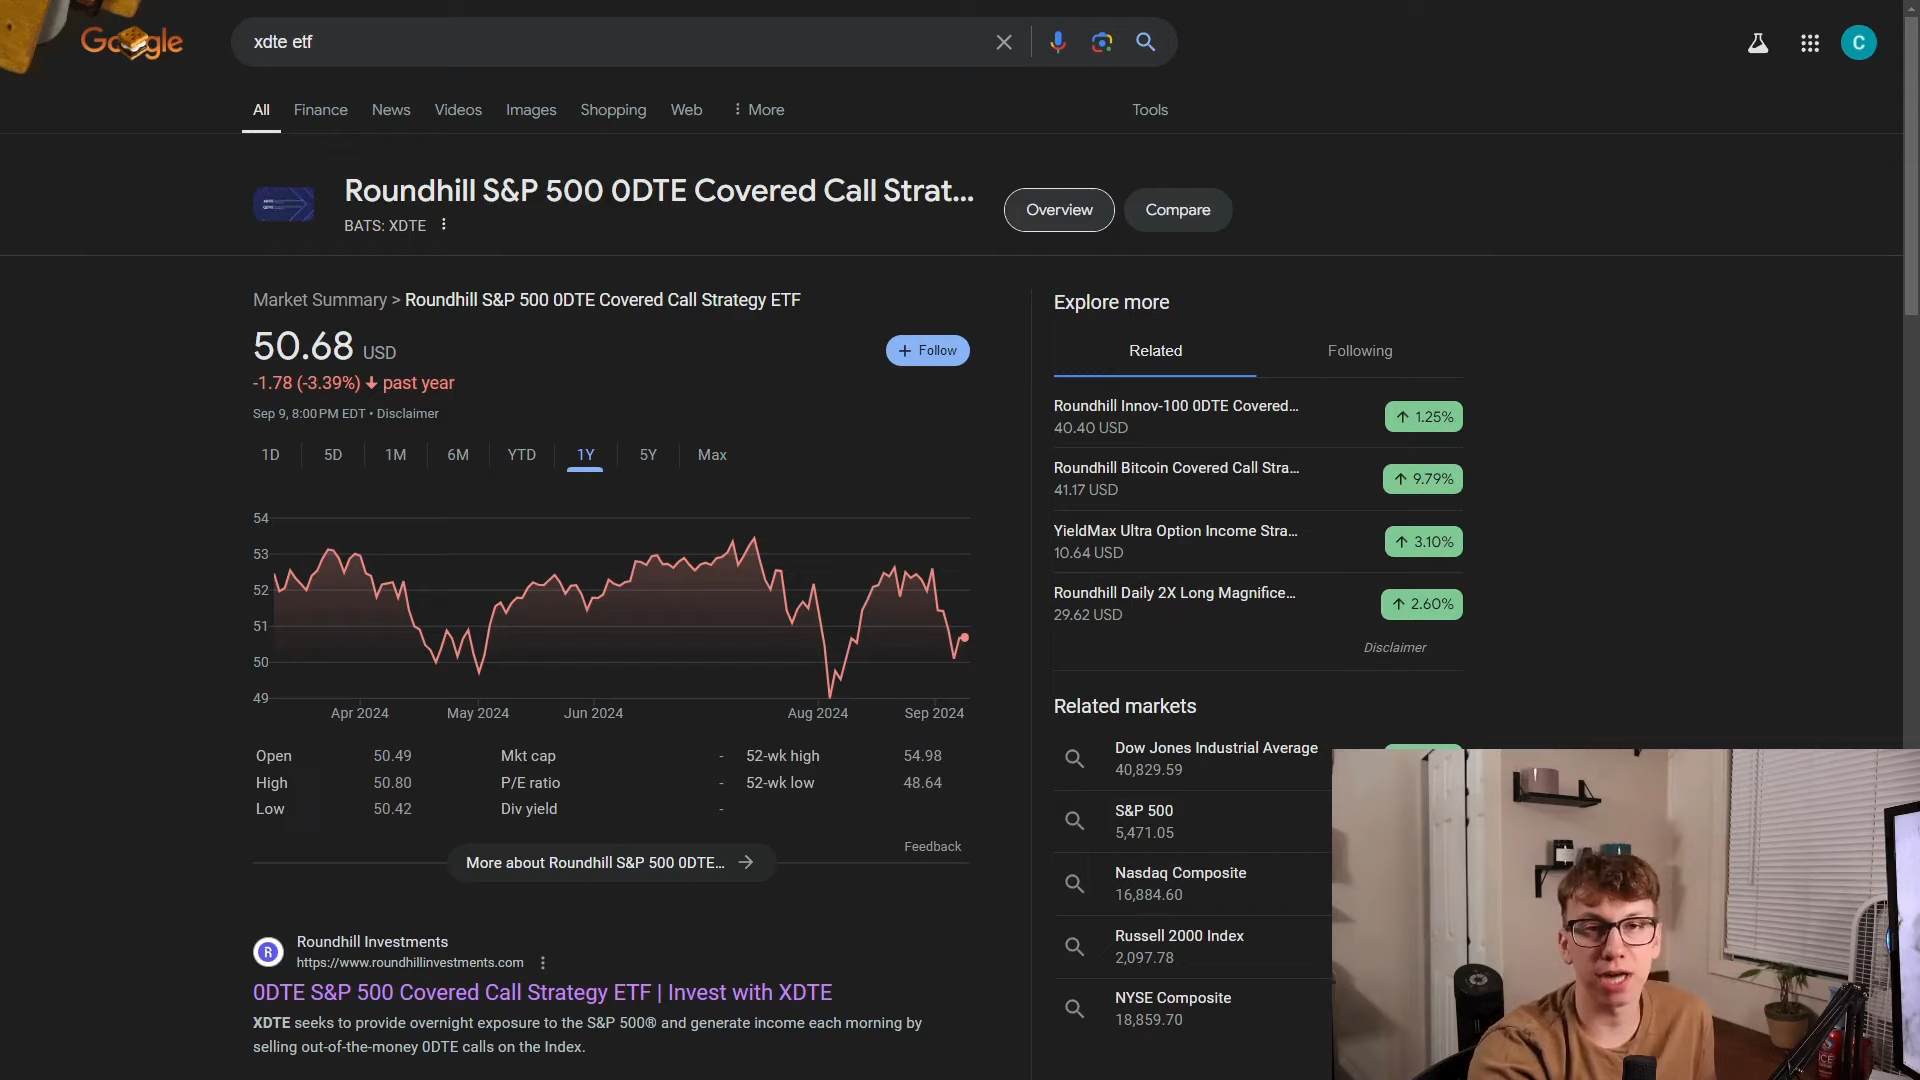 Google
xdte etf
C
All
Finance
News
Videos
Images
Shopping
Web
More
Tools
Roundhill S&P 500 0DTE Covered Call Strat...
BATS: XDTE
Overview
Compare
Market Summary > Roundhill S&P 500 0DTE Covered Call Strategy ETF
50.68 USD
-1.78 (-3.39%) ↓ past year
Sep 9, 8:00 PM EDT • Disclaimer
+ Follow
1D
5D
1M
6M
YTD
1Y
5Y
Max
54
53
52
51
50
49
Apr 2024
May 2024
Jun 2024
Aug 2024
Sep 2024
Open 50.49
Mkt cap -
52-wk high 54.98
High 50.80
P/E ratio -
52-wk low 48.64
Low 50.42
Div yield -
Feedback
More about Roundhill S&P 500 0DTE... →
R
Roundhill Investments
https://www.roundhillinvestments.com
0DTE S&P 500 Covered Call Strategy ETF | Invest with XDTE
XDTE seeks to provide overnight exposure to the S&P 500® and generate income each morning by
selling out-of-the-money 0DTE calls on the Index.
Explore more
Related
Following
Roundhill Innov-100 0DTE Covered...
40.40 USD
↑ 1.25%
Roundhill Bitcoin Covered Call Stra...
41.17 USD
↑ 9.79%
YieldMax Ultra Option Income Stra...
10.64 USD
↑ 3.10%
Roundhill Daily 2X Long Magnifice...
29.62 USD
↑ 2.60%
Disclaimer
Related markets
Dow Jones Industrial Average
40,829.59
S&P 500
5,471.05
Nasdaq Composite
16,884.60
Russell 2000 Index
2,097.78
NYSE Composite
18,859.70